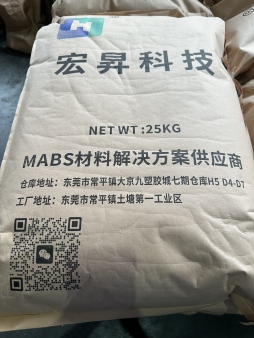 宏昇科技
NET WT:25KG
MABS材料解决方案供应商
仓库地址：东莞市常平镇大京九塑胶城七期仓库H5 D4-D7
工厂地址：东莞市常平镇土塘第一工业区